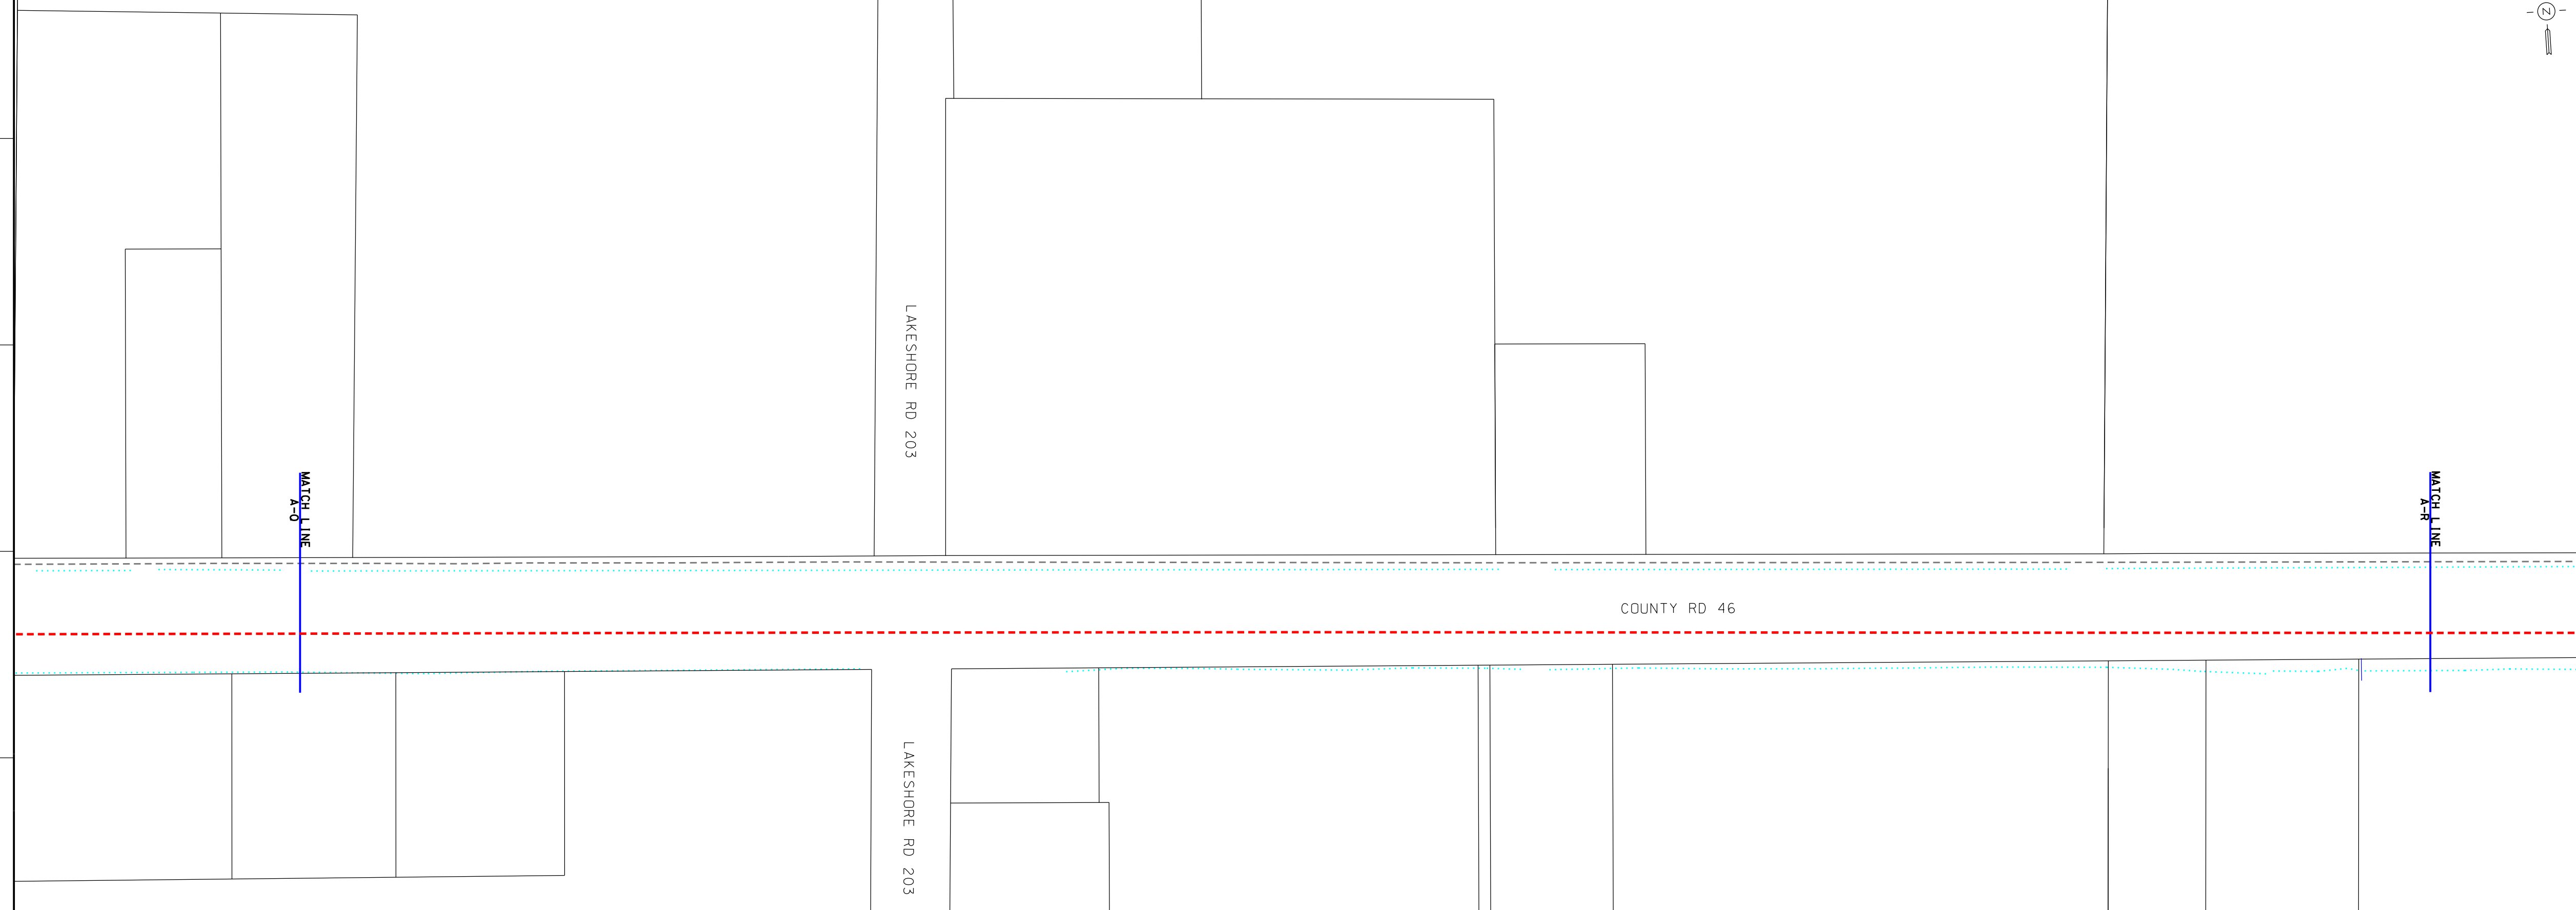 N
LAKESHORE RD 203
MATCH LINE
A-Q
MATCH LINE
A-R
COUNTY RD 46
LAKESHORE RD 203